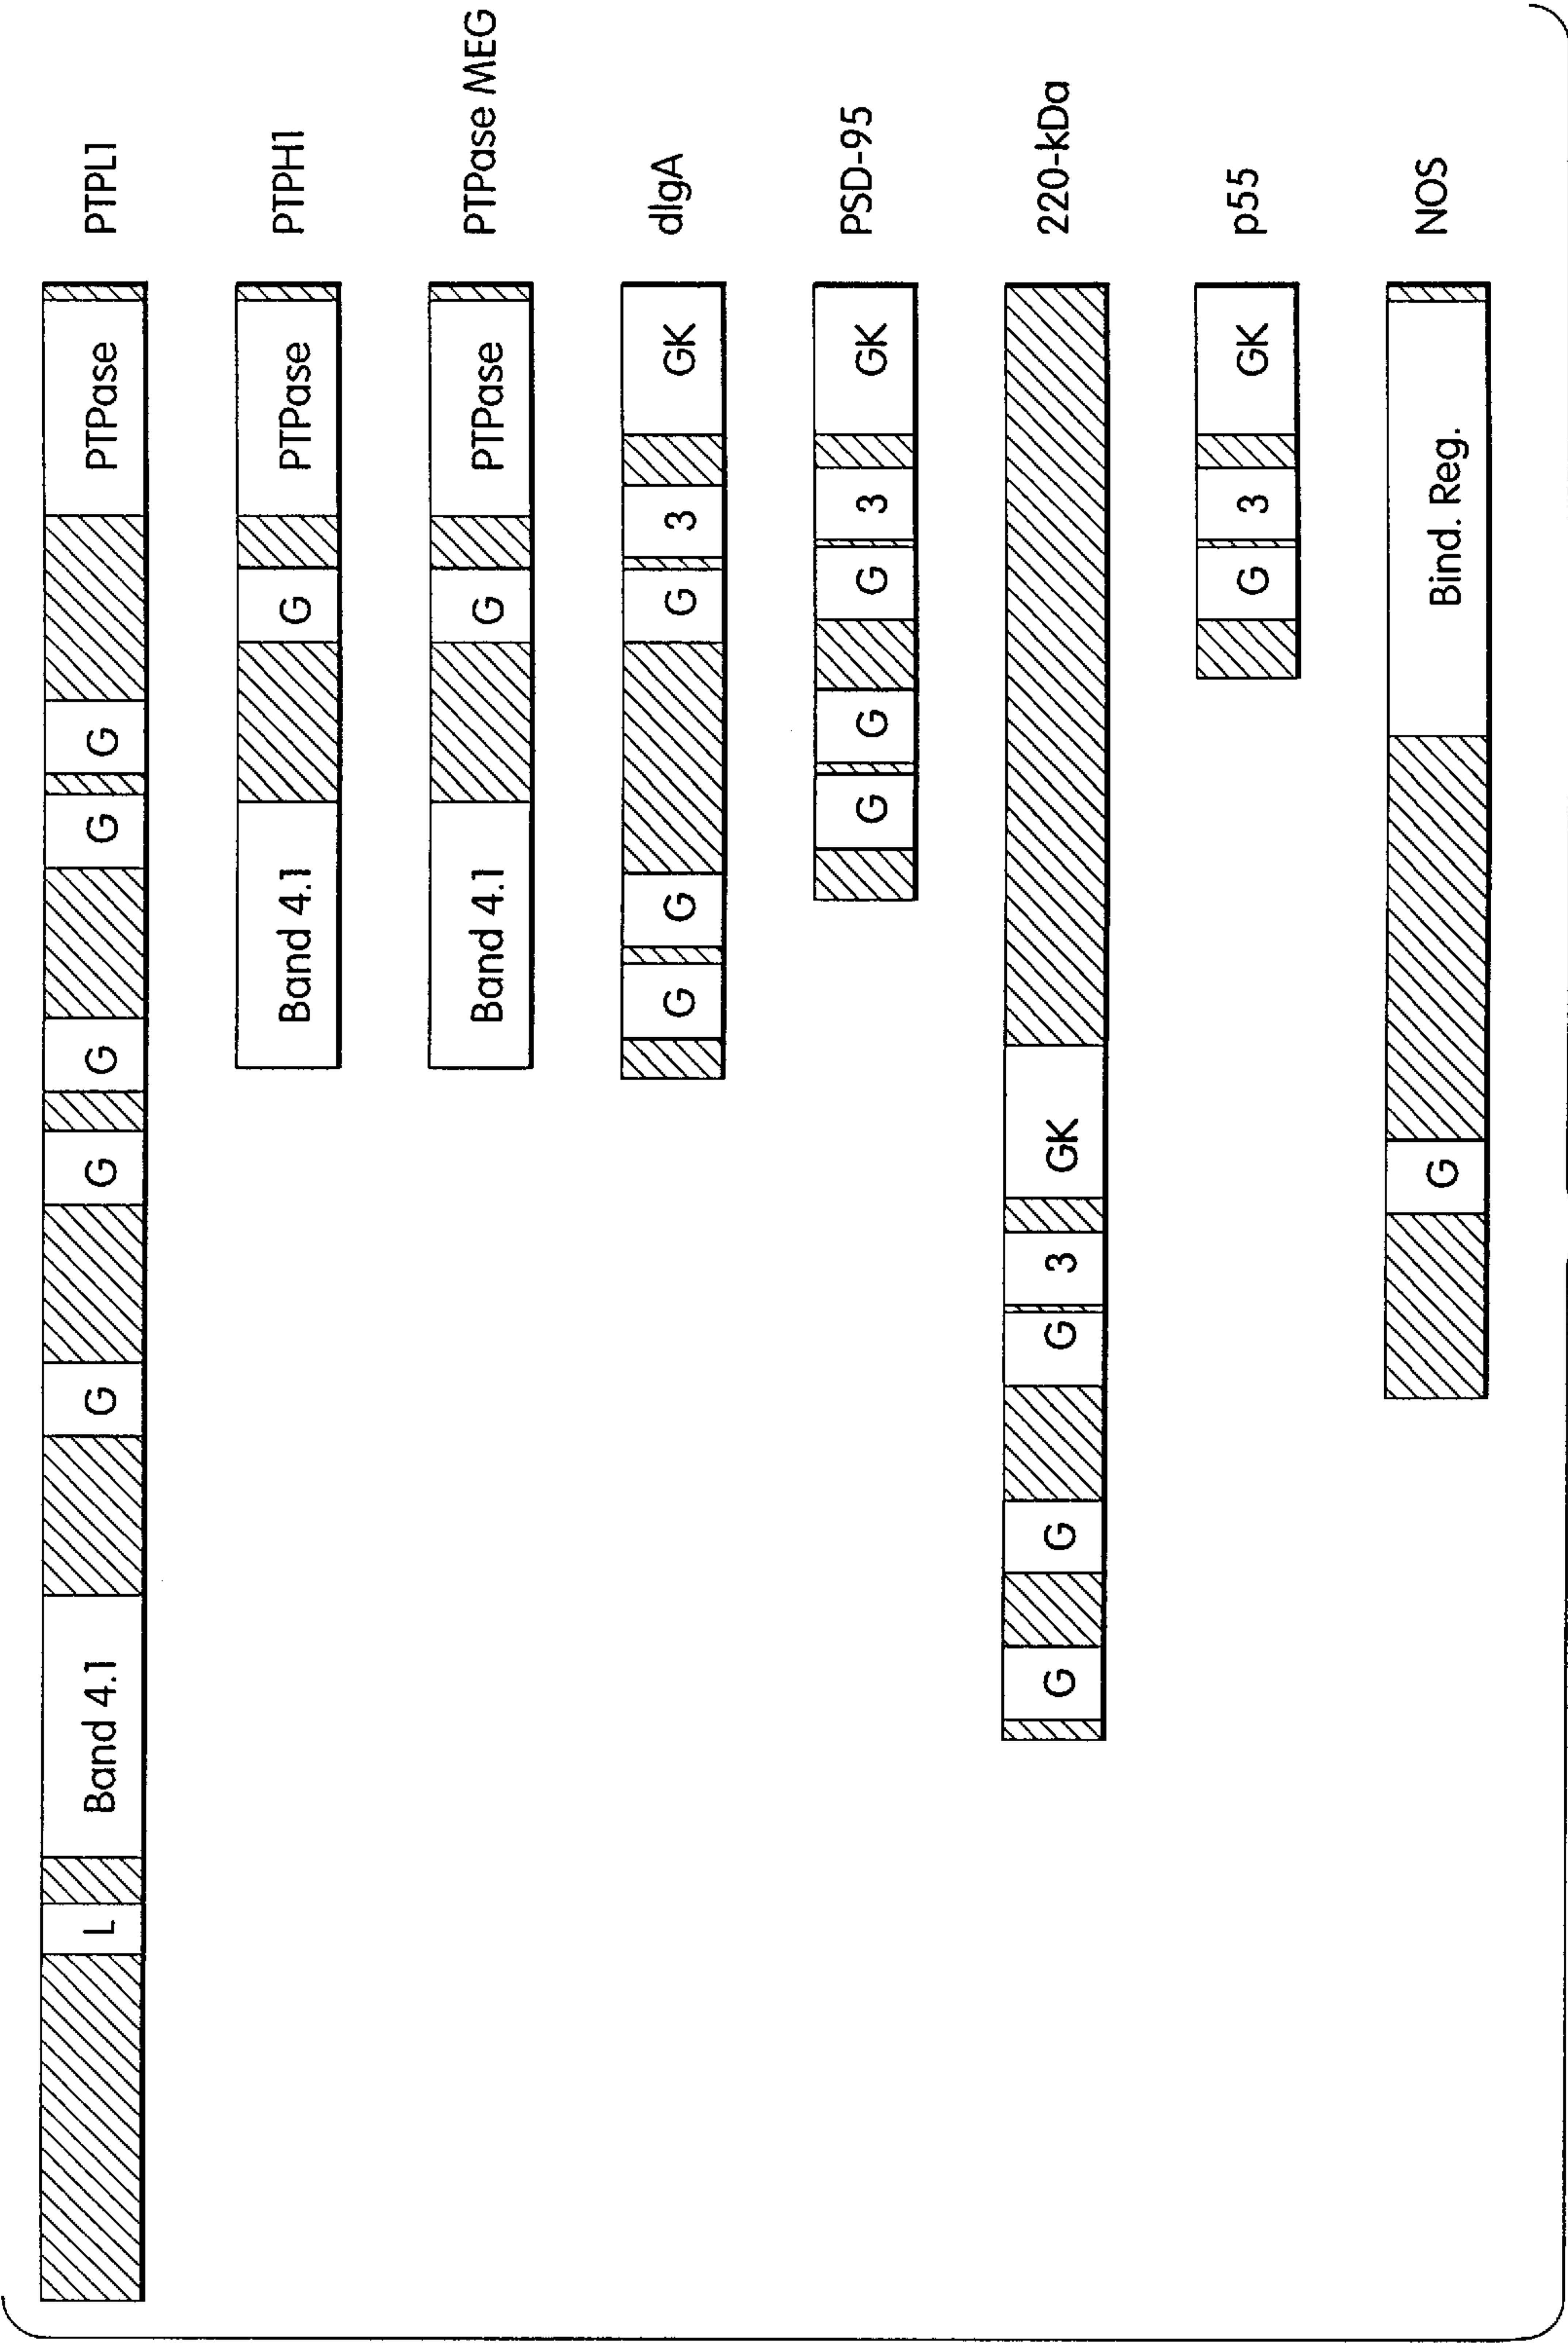 L Band 4.1 G G G G G PTPase PTPL1
Band 4.1 G PTPase PTPH1
Band 4.1 G PTPase PTPase MEG
G G G 3 GK dlgA
G G G 3 GK PSD-95
G G G 3 GK 220-kDa
G 3 GK p55
G Bind. Reg. NOS